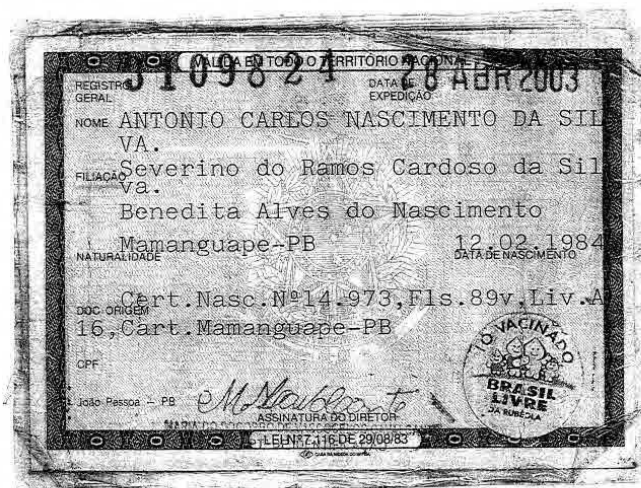 VÁLIDA EM TODO O TERRITÓRIO NACIONAL
REGISTRO GERAL 3109824 DATA DE EXPEDIÇÃO 28 ABR 2003
NOME ANTONIO CARLOS NASCIMENTO DA SIL
VA.
FILIAÇÃO Severino do Ramos Cardoso da Sil
va.
Benedita Alves do Nascimento
Mamanguape-PB 12.02.1984
NATURALIDADE DATA DE NASCIMENTO
DOC ORIGEM Cert.Nasc.Nº14.973,Fls.89v,Liv.A
16,Cart.Mamanguape-PB
CPF
TÔ VACINADO
BRASIL
LIVRE
DA RUBÉOLA
João Pessoa - PB
ASSINATURA DO DIRETOR
LEI Nº 7.116 DE 29/08/83